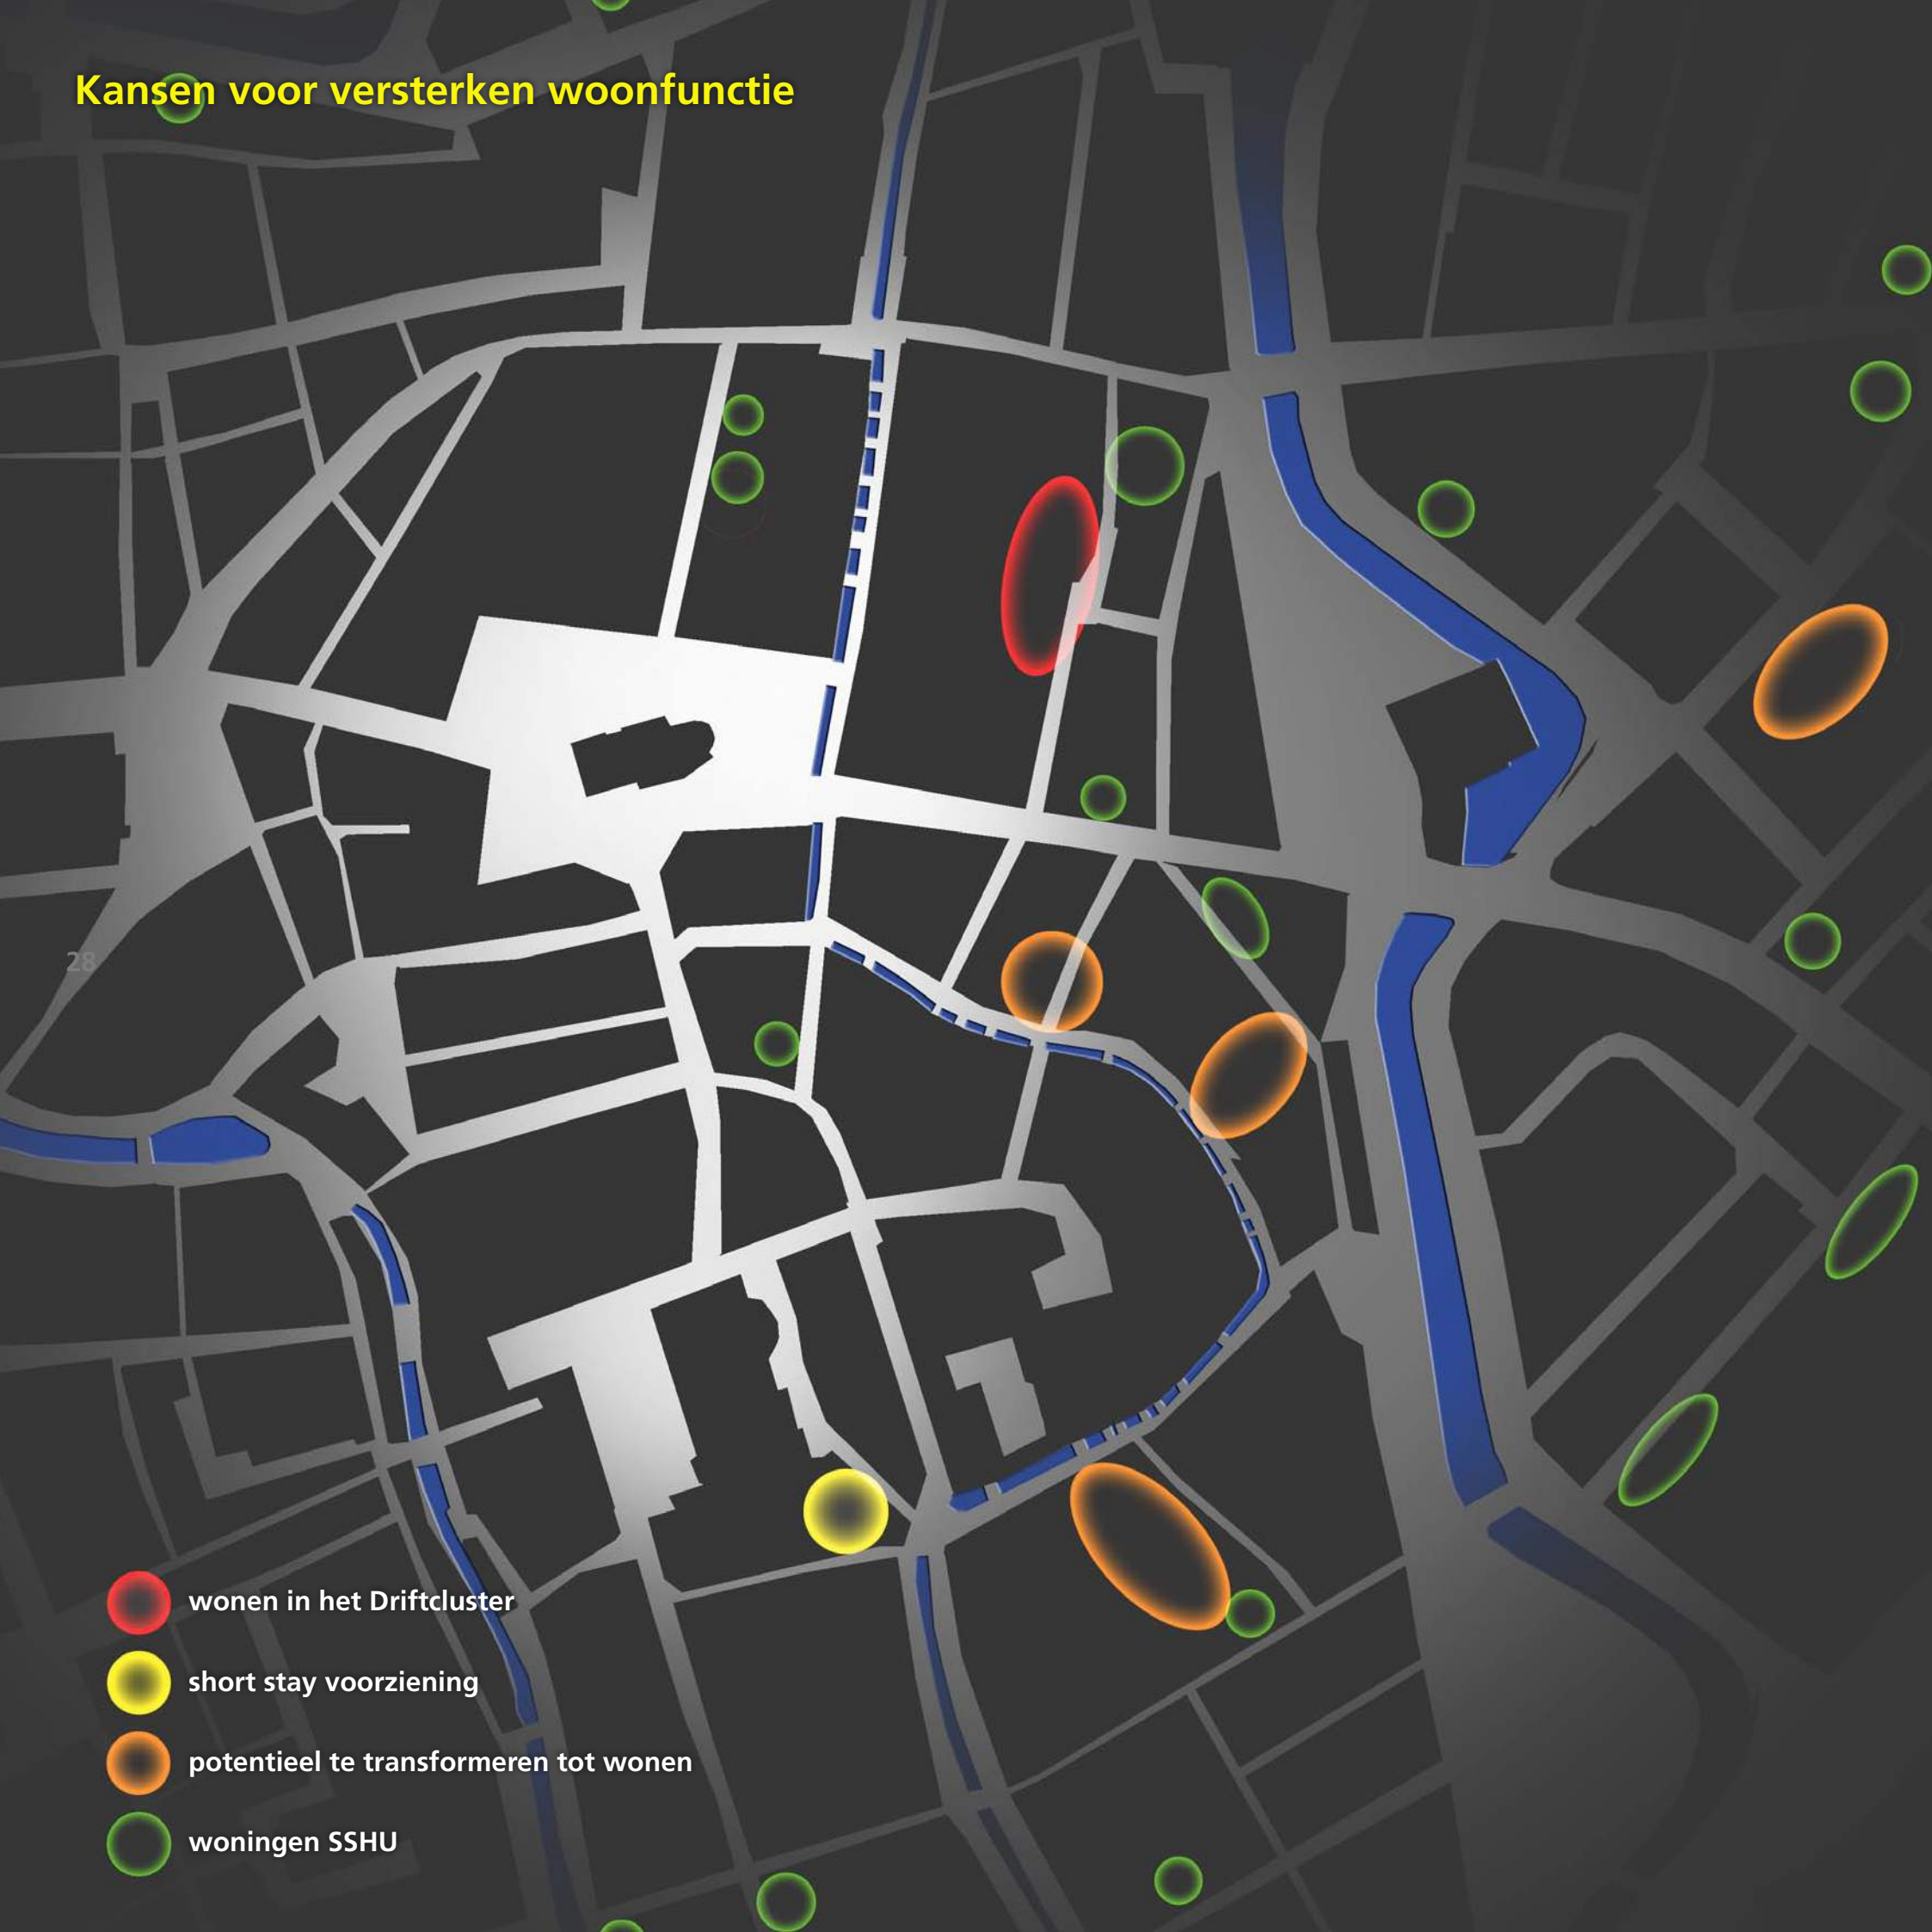 Kansen voor versterken woonfunctie
28
wonen in het Driftcluster
short stay voorziening
potentieel te transformeren tot wonen
woningen SSHU